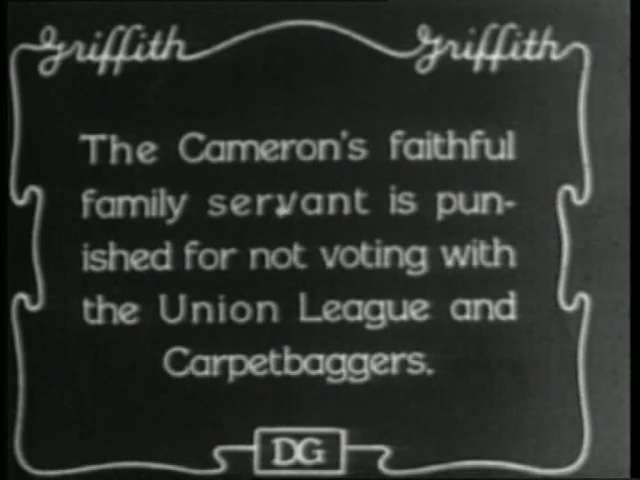 Griffith Griffith
The Cameron's faithful
family servant is pun-
ished for not voting with
the Union League and
Carpetbaggers.
DG